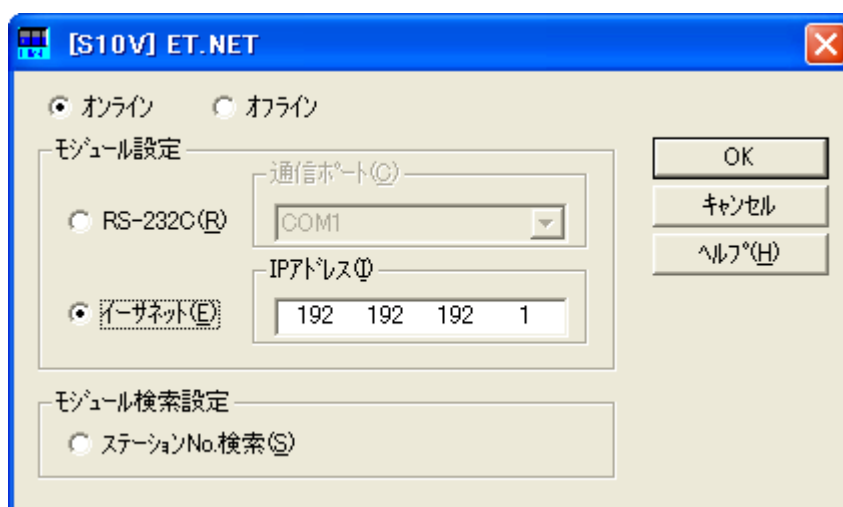 [S10V] ET.NET
オンライン オフライン
モジュール設定
通信ポート(C)
RS-232C(R)
COM1
IPアドレス(I)
イーサネット(E)
192 192 192 1
モジュール検索設定
ステーションNo.検索(S)
OK
キャンセル
ヘルプ(H)